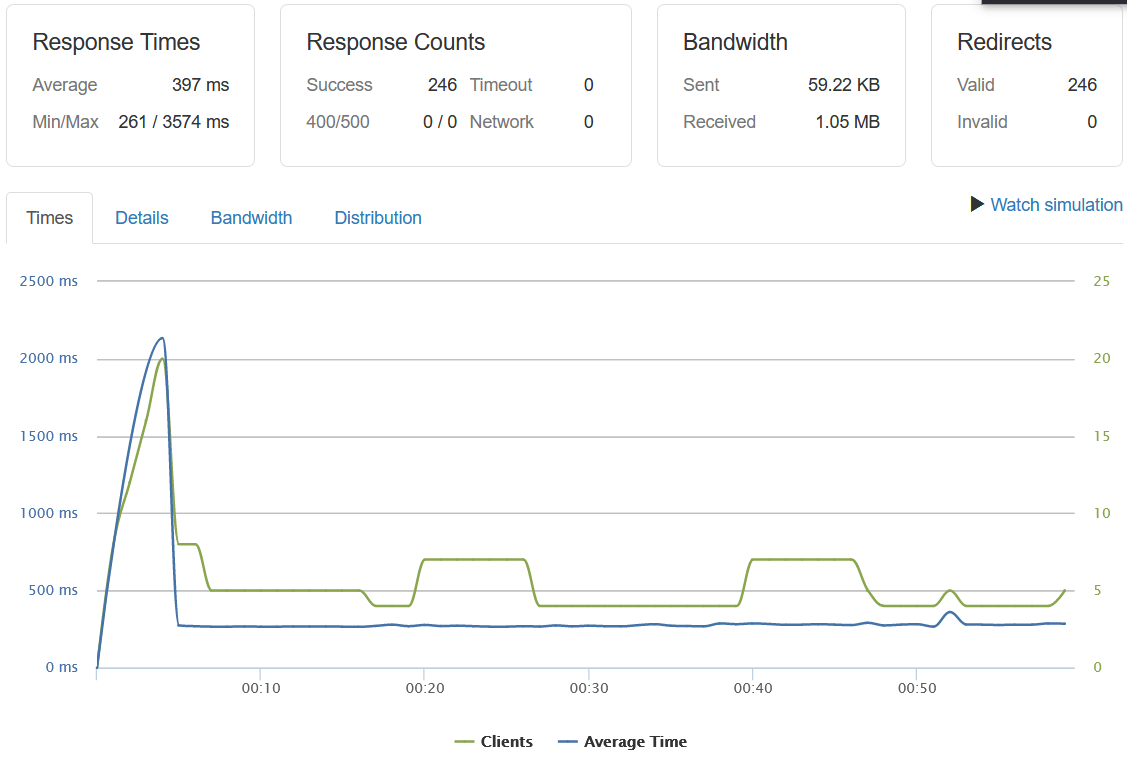 Response Times
Average 397 ms
Min/Max 261 / 3574 ms
Response Counts
Success 246 Timeout 0
400/500 0 / 0 Network 0
Bandwidth
Sent 59.22 KB
Received 1.05 MB
Redirects
Valid 246
Invalid 0
Times Details Bandwidth Distribution
Watch simulation
2500 ms 25
2000 ms 20
1500 ms 15
1000 ms 10
500 ms 5
0 ms 0
00:10 00:20 00:30 00:40 00:50
Clients Average Time